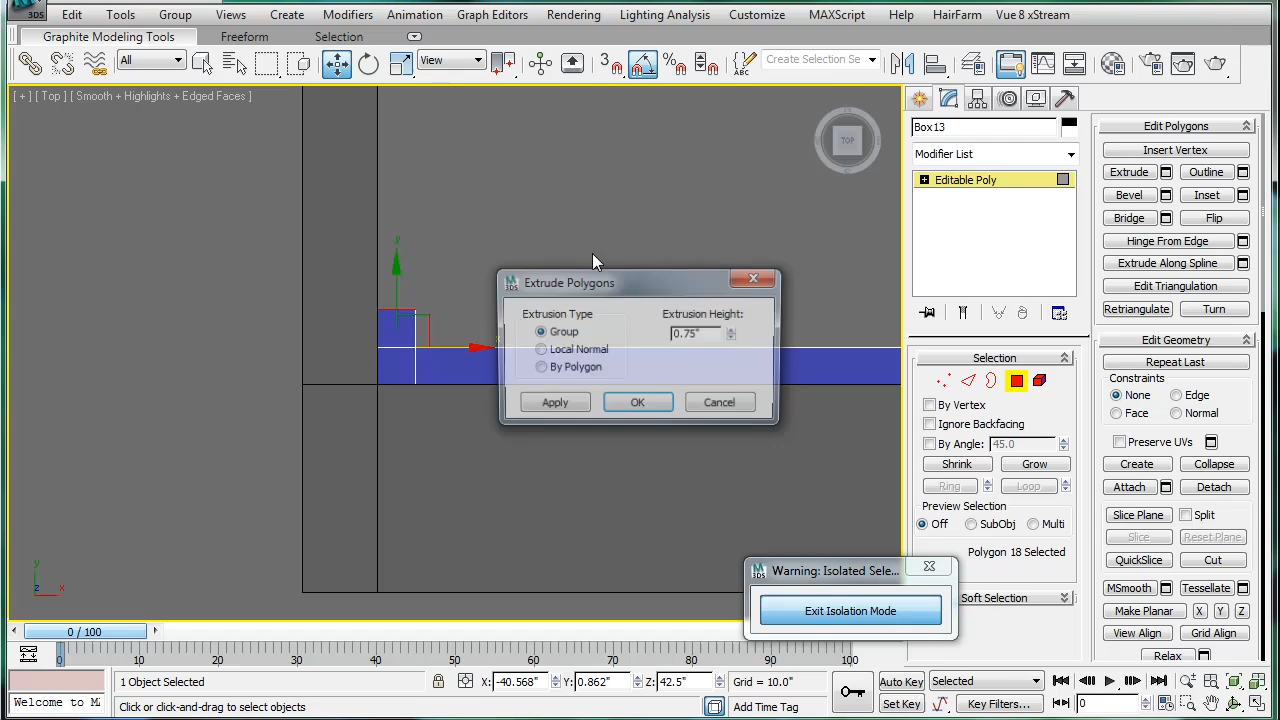 3DS
Edit Tools Group Views Create Modifiers Animation Graph Editors Rendering Lighting Analysis Customize MAXScript Help HairFarm Vue 8 xStream
Graphite Modeling Tools Freeform Selection
All View 3 % ABC Create Selection Se
[ + ] [ Top ] [ Smooth + Highlights + Edged Faces ]
TOP
Box13
Modifier List
Editable Poly
Edit Polygons
Insert Vertex
Extrude Outline
Bevel Inset
Bridge Flip
Hinge From Edge
Extrude Along Spline
Edit Triangulation
Retriangulate Turn
y
Extrude Polygons
Extrusion Type Extrusion Height:
Group 0.75"
Local Normal
By Polygon
Apply OK Cancel
Selection
By Vertex
Ignore Backfacing
By Angle: 45.0
Shrink Grow
Ring Loop
Preview Selection
Off SubObj Multi
Polygon 18 Selected
Soft Selection
Edit Geometry
Repeat Last
Constraints
None Edge
Face Normal
Preserve UVs
Create Collapse
Attach Detach
Slice Plane Split
Slice Reset Plane
QuickSlice Cut
MSmooth Tessellate
Make Planar X Y Z
View Align Grid Align
Relax
Warning: Isolated Sele...
Exit Isolation Mode
y
z x
0 / 100
0 10 20 30 40 50 60 70 80 90 100
1 Object Selected X: -40.568" Y: 0.862" Z: 42.5" Grid = 10.0" Auto Key Selected
Welcome to M Click or click-and-drag to select objects Add Time Tag Set Key Key Filters... 0